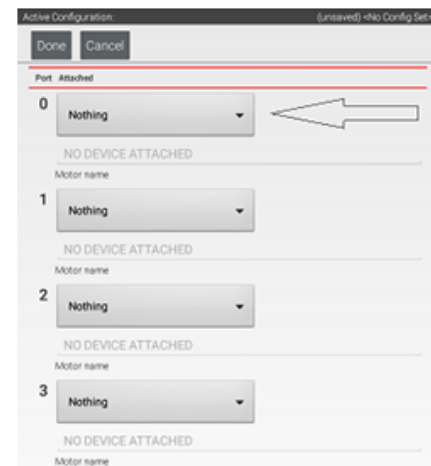 Active Configuration: (unsaved) <No Config Set>
Done Cancel
Port Attached
0 Nothing
NO DEVICE ATTACHED
Motor name
1 Nothing
NO DEVICE ATTACHED
Motor name
2 Nothing
NO DEVICE ATTACHED
Motor name
3 Nothing
NO DEVICE ATTACHED
Motor name